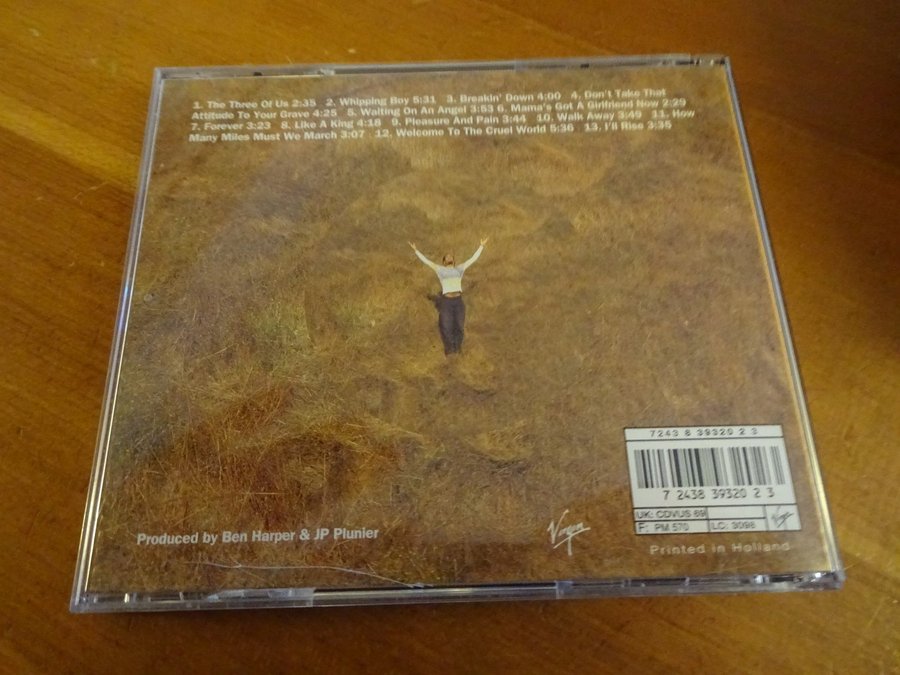 1. The Three Of Us 2:35 2. Whipping Boy 5:31 3. Breakin' Down 4:00 4. Don't Take That
Attitude To Your Grave 4:25 5. Waiting On An Angel 3:53 6. Mama's Got A Girlfriend Now 2:29
7. Forever 3:23 8. Like A King 4:18 9. Pleasure And Pain 3:44 10. Walk Away 3:49 11. How
Many Miles Must We March 3:07 12. Welcome To The Cruel World 5:36 13. I'll Rise 3:35
7243 8 39320 2 3
7 24383 93202 3
UK: CDVUS 69
F: PM 570 LC: 3098 Virgin
Produced by Ben Harper & JP Plunier
Virgin
Printed in Holland